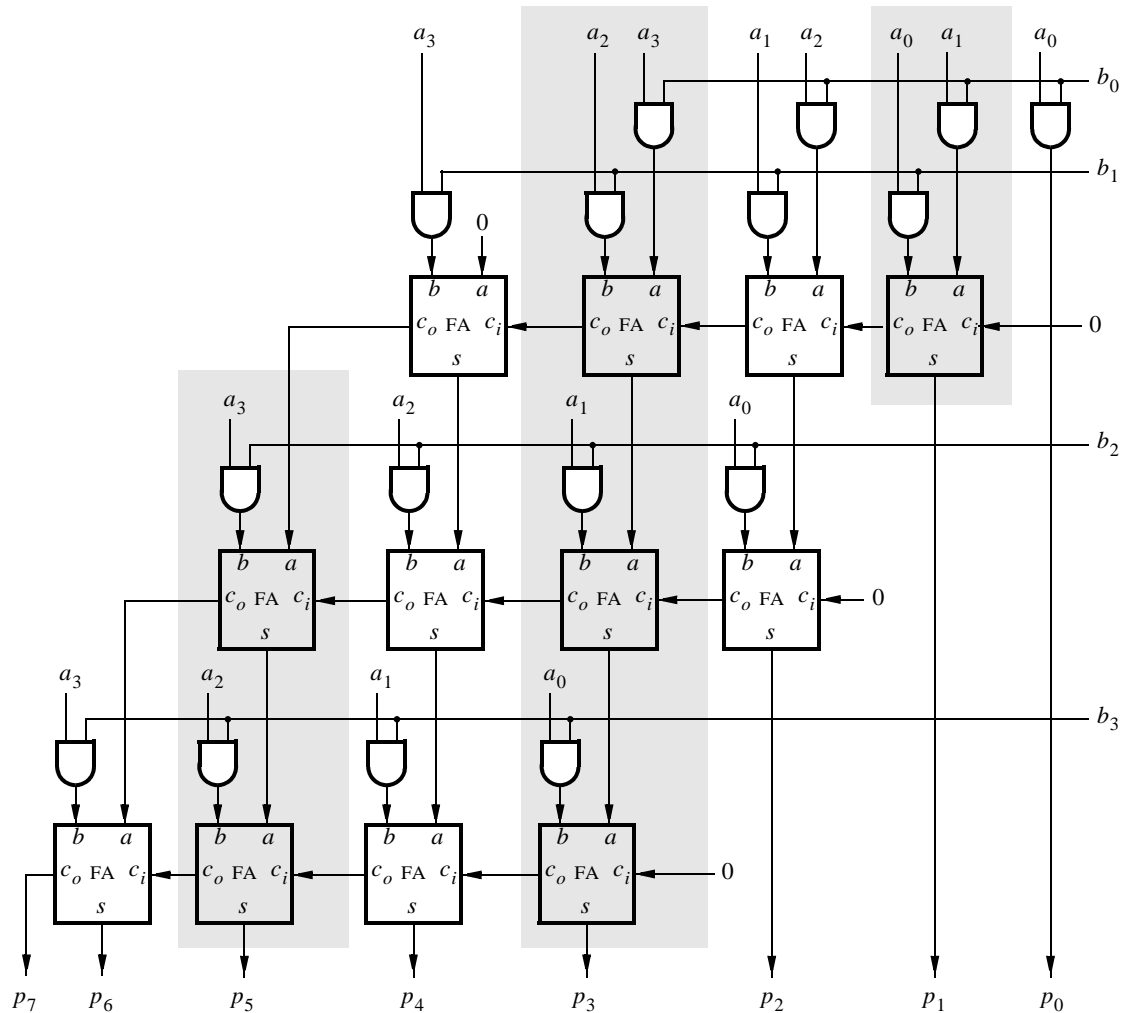 a₃ a₂ a₃ a₁ a₂ a₀ a₁ a₀
b₀
b₁
0
b a b a b a b a
cₒ FA cᵢ cₒ FA cᵢ cₒ FA cᵢ cₒ FA cᵢ 0
s s s s
a₃ a₂ a₁ a₀
b₂
b a b a b a b a
cₒ FA cᵢ cₒ FA cᵢ cₒ FA cᵢ cₒ FA cᵢ 0
s s s s
a₃ a₂ a₁ a₀
b₃
b a b a b a b a
cₒ FA cᵢ cₒ FA cᵢ cₒ FA cᵢ cₒ FA cᵢ 0
s s s s
p₇ p₆ p₅ p₄ p₃ p₂ p₁ p₀